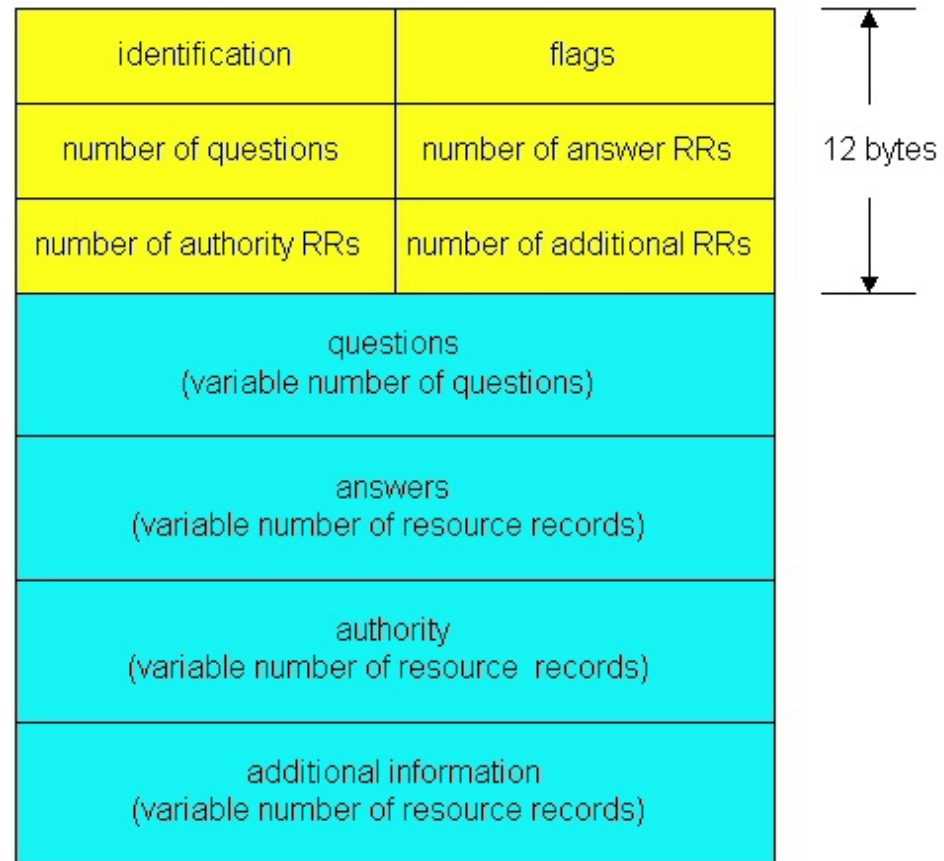 identification
flags
number of questions
number of answer RRs
12 bytes
number of authority RRs
number of additional RRs
questions
(variable number of questions)
answers
(variable number of resource records)
authority
(variable number of resource records)
additional information
(variable number of resource records)